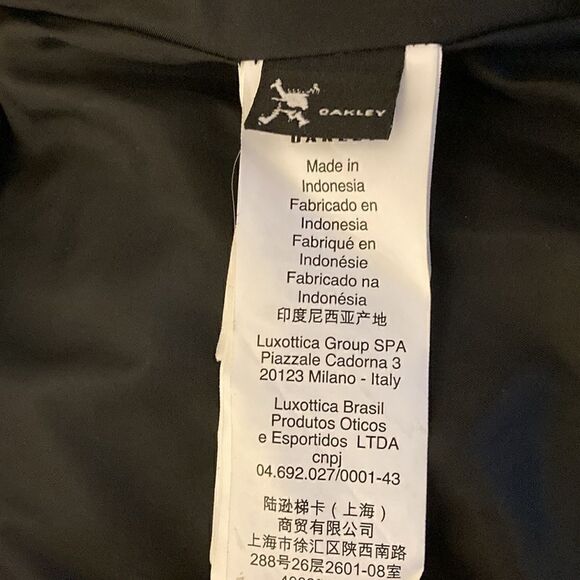 OAKLEY
Made in
Indonesia
Fabricado en
Indonesia
Fabriqué en
Indonésie
Fabricado na
Indonésia
印度尼西亚产地
Luxottica Group SPA
Piazzale Cadorna 3
20123 Milano - Italy
Luxottica Brasil
Produtos Oticos
e Esportidos LTDA
cnpj
04.692.027/0001-43
陆逊梯卡（上海）
商贸有限公司
上海市徐汇区陕西南路
288号26层2601-08室